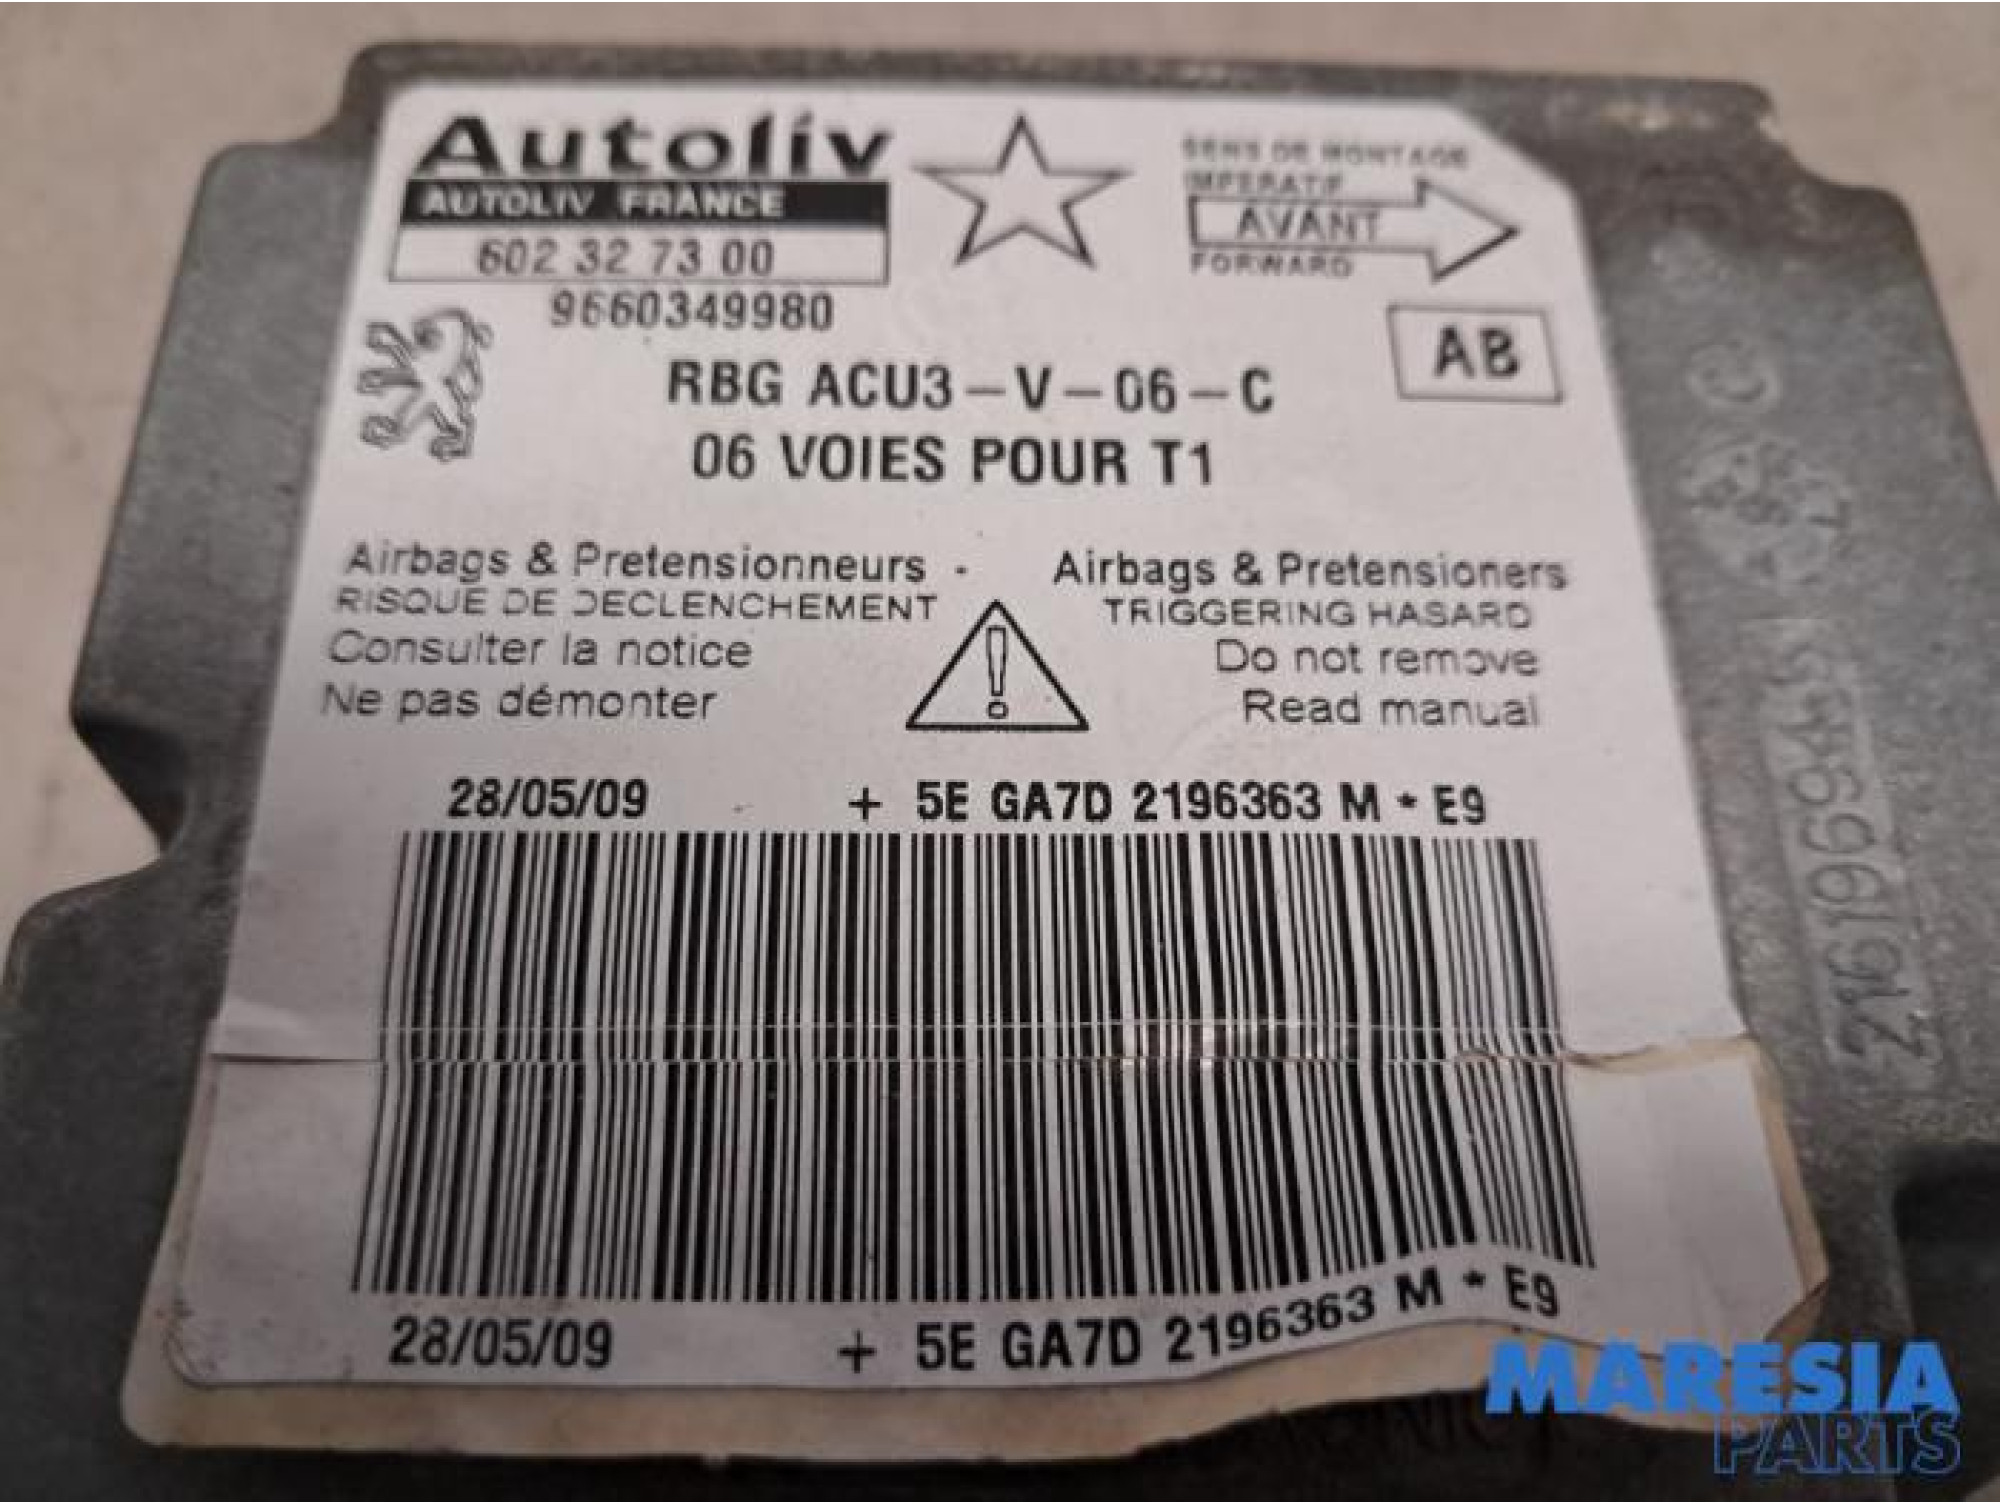 Autoliv
AUTOLIV FRANCE
602 32 73 00
9660349980
SENS DE MONTAGE
IMPERATIF
AVANT
FORWARD
AB
RBG ACU3-V-06-C
06 VOIES POUR T1
Airbags & Pretensionneurs -
RISQUE DE DECLENCHEMENT
Consulter la notice
Ne pas démonter
Airbags & Pretensioners
TRIGGERING HASARD
Do not remove
Read manual
28/05/09 + 5E GA7D 2196363 M * E9
28/05/09 + 5E GA7D 2196363 M * E9
MARESIA
PARTS